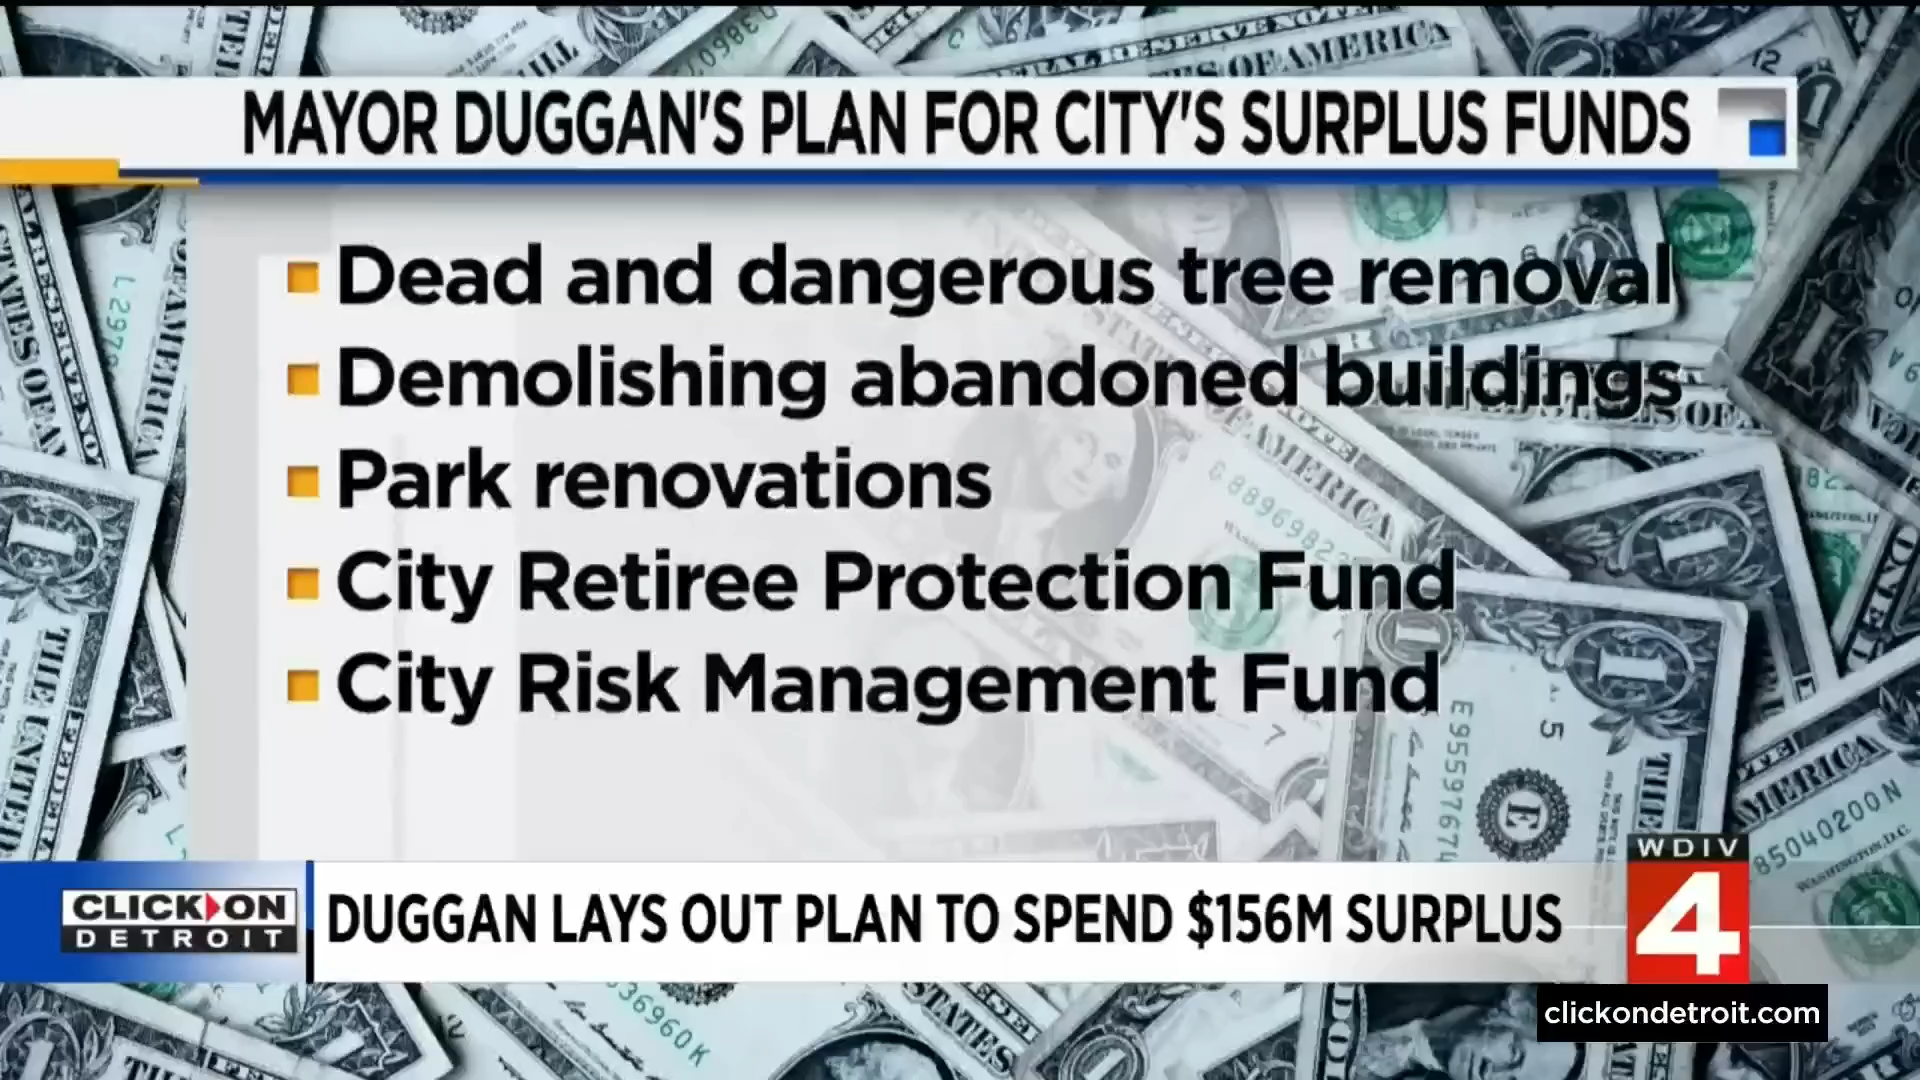 MAYOR DUGGAN'S PLAN FOR CITY'S SURPLUS FUNDS
Dead and dangerous tree removal
Demolishing abandoned buildings
Park renovations
City Retiree Protection Fund
City Risk Management Fund
WDIV
4
CLICK ON
DETROIT
DUGGAN LAYS OUT PLAN TO SPEND $156M SURPLUS
clickondetroit.com